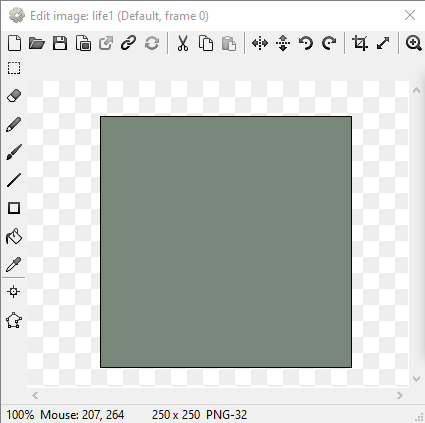 Edit image: life1 (Default, frame 0)
100% Mouse: 207, 264 250 x 250 PNG-32